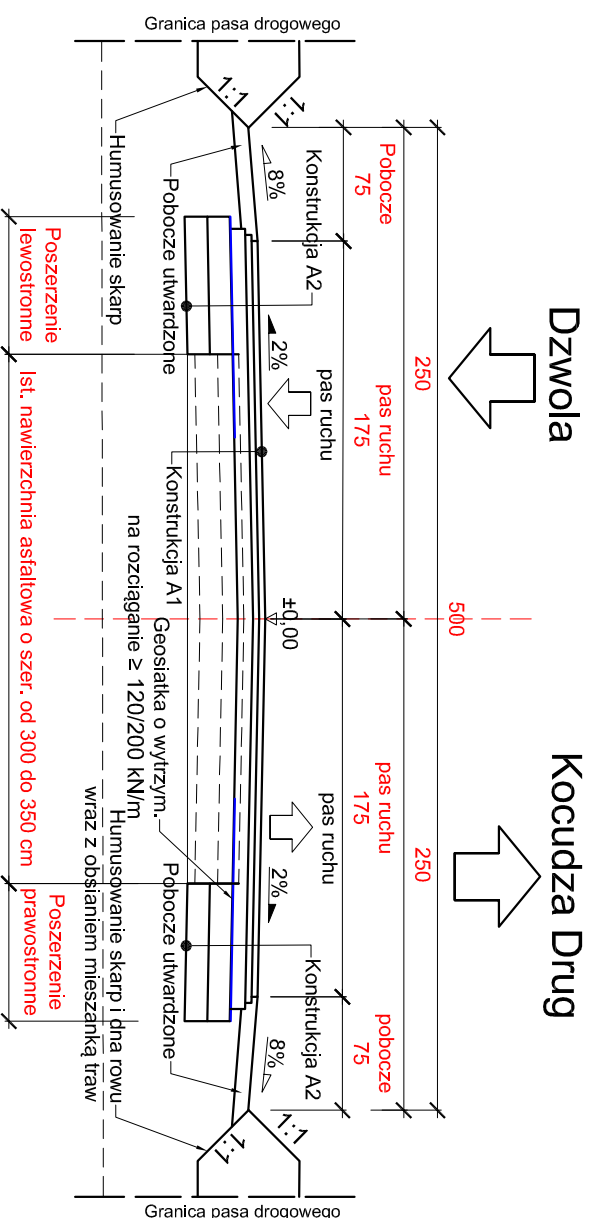 Dzwola
Kocudza Drug
500
250
250
Pobocze
75
pas ruchu
175
pas ruchu
175
pobocze
75
pas ruchu
pas ruchu
Konstrukcja A2
8%
2%
±0,00
2%
Konstrukcja A2
8%
1:1
1:1
1:1
1:1
Granica pasa drogowego
Granica pasa drogowego
Pobocze utwardzone
Humusowanie skarp
Konstrukcja A1
Geosiatka o wytrzym.
na rozciąganie ≥ 120/200 kN/m
Pobocze utwardzone
Humusowanie skarp i dna rowu
wraz z obsianiem mieszanką traw
Poszerzenie
lewostronne
Ist. nawierzchnia asfaltowa o szer. od 300 do 350 cm
Poszerzenie
prawostronne